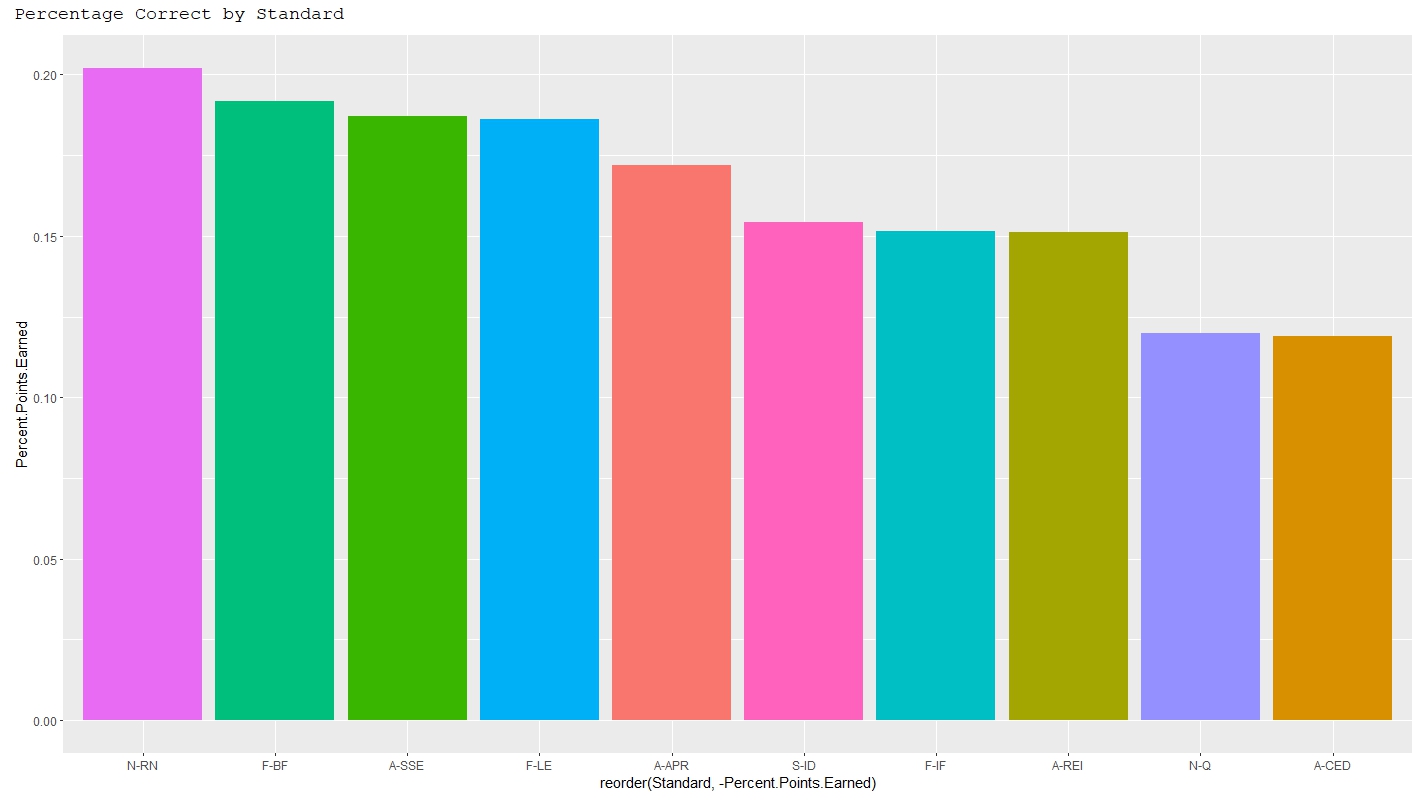 Percentage Correct by Standard
Percent.Points.Earned
0.20
0.15
0.10
0.05
0.00
N-RN F-BF A-SSE F-LE A-APR S-ID F-IF A-REI N-Q A-CED
reorder(Standard, -Percent.Points.Earned)